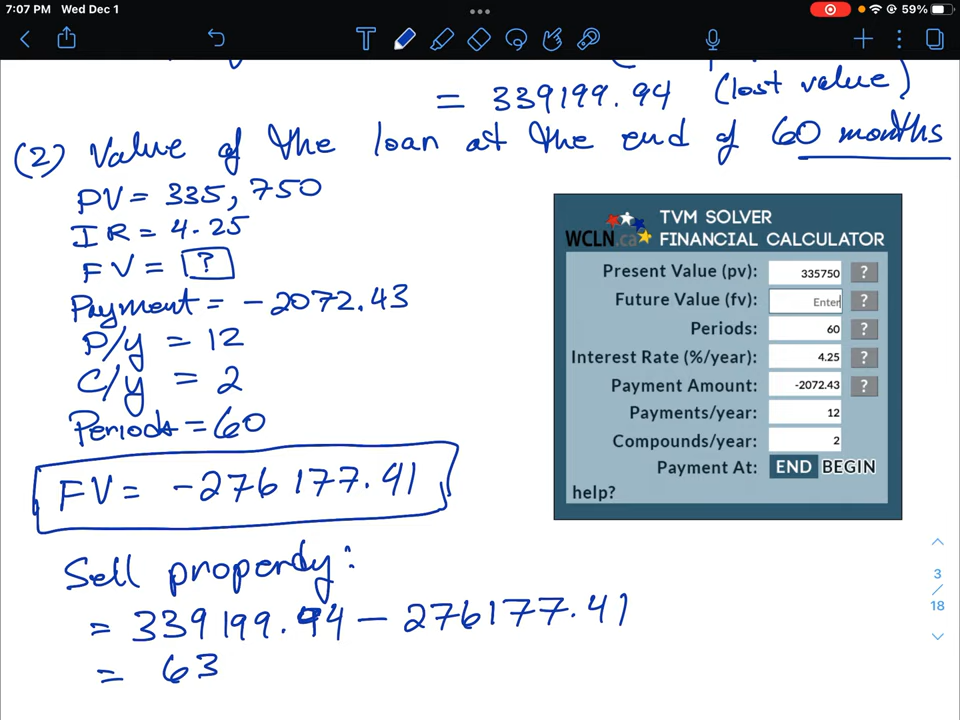 7:07 PM Wed Dec 1
59%
T
= 339199.94 (lost value)
(2) Value of the loan at the end of 60 months
PV = 335,750
IR = 4.25
FV = ?
Payment = -2072.43
P/y = 12
C/y = 2
Periods = 60
FV = -276177.41
Sell property:
= 339199.94 - 276177.41
= 63
WCLN.ca
TVM SOLVER
FINANCIAL CALCULATOR
Present Value (pv): 335750 ?
Future Value (fv): Enter ?
Periods: 60 ?
Interest Rate (%/year): 4.25 ?
Payment Amount: -2072.43 ?
Payments/year: 12
Compounds/year: 2
Payment At: END BEGIN
help?
3
/
18